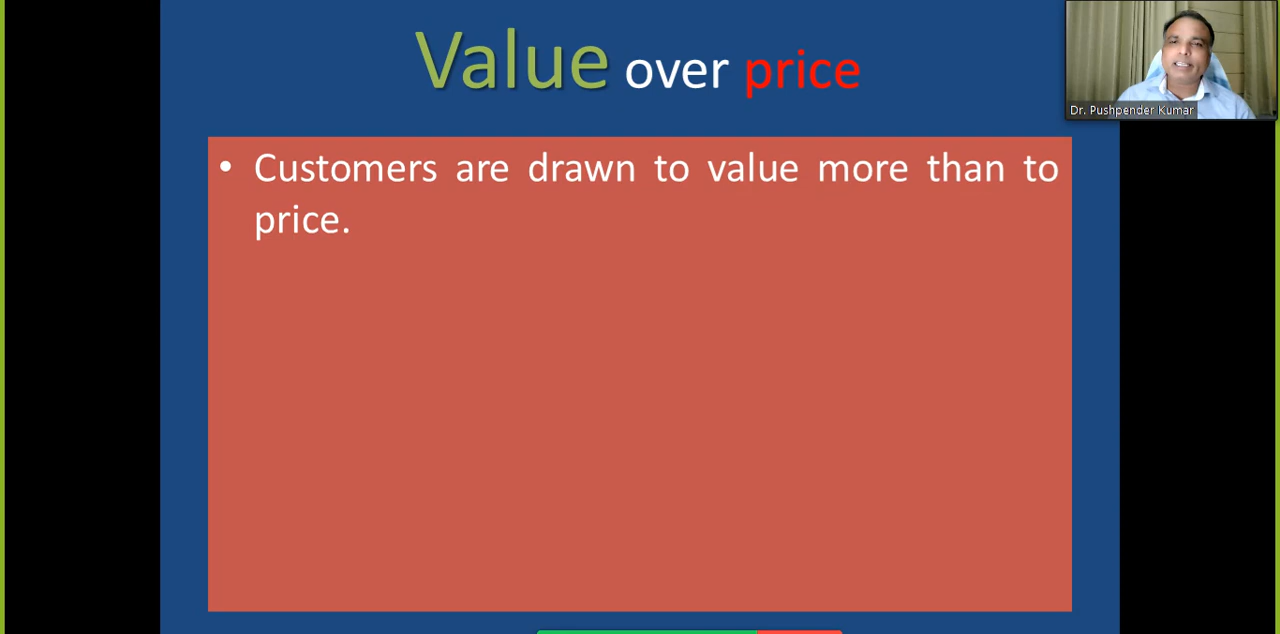 Value over price
Dr. Pushpender Kumar
• Customers are drawn to value more than to
price.